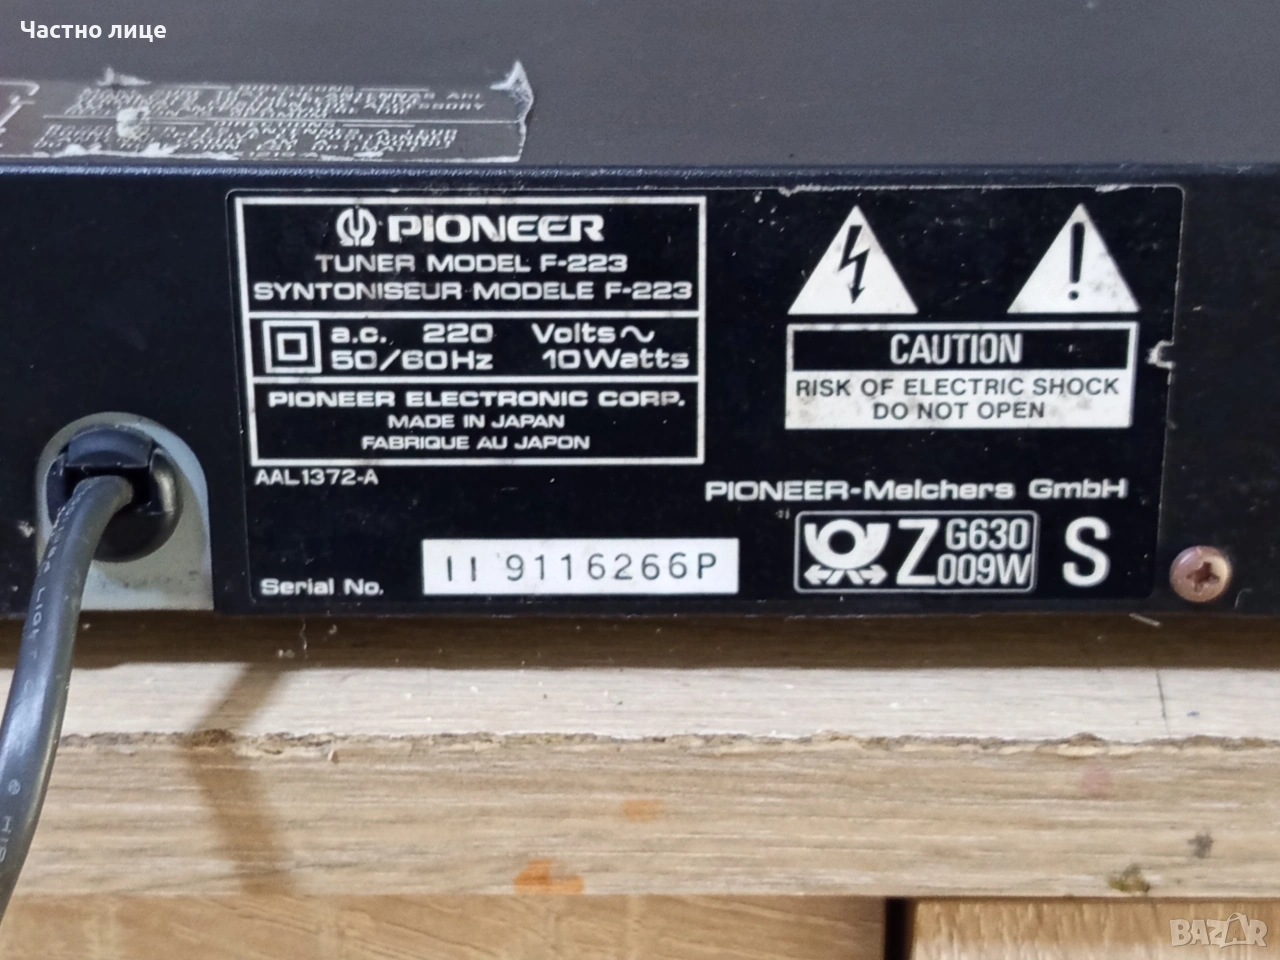 Частно лице
DIRECTIONS
PIONEER
TUNER MODEL F-223
SYNTONISEUR MODELE F-223
a.c. 220 Volts~
50/60Hz 10Watts
PIONEER ELECTRONIC CORP.
MADE IN JAPAN
FABRIQUE AU JAPON
AAL1372-A
Serial No.
II 9116266P
CAUTION
RISK OF ELECTRIC SHOCK
DO NOT OPEN
PIONEER-Melchers GmbH
Z G630
009W
S
BAZAR